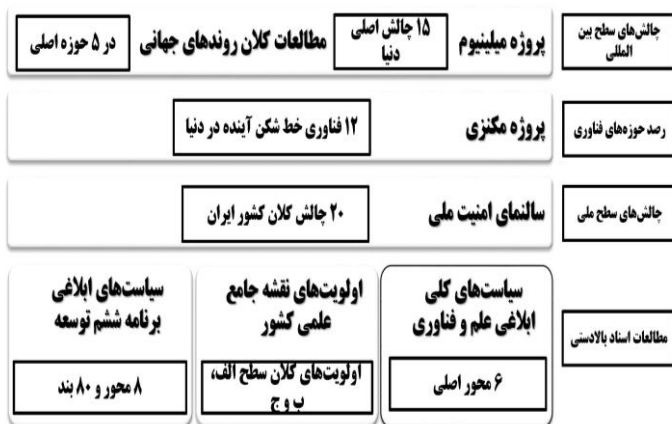 چالش‌های سطح بین
المللی
پروژه میلینیوم
۱۵ چالش اصلی
دنیا
مطالعات کلان روندهای جهانی
در ۵ حوزه اصلی
رصد حوزه‌های فناوری
پروژه مکنزی
۱۲ فناوری خط شکن آینده در دنیا
چالش‌های سطح ملی
سالنمای امنیت ملی
۲۰ چالش کلان کشور ایران
مطالعات اسناد بالادستی
سیاست‌های کلی
ابلاغی علم و فناوری
۶ محور اصلی
اولویت‌های نقشه جامع
علمی کشور
اولویت‌های کلان سطح الف،
ب و ج
سیاست‌های ابلاغی
برنامه ششم توسعه
۸ محور و ۸۰ بند